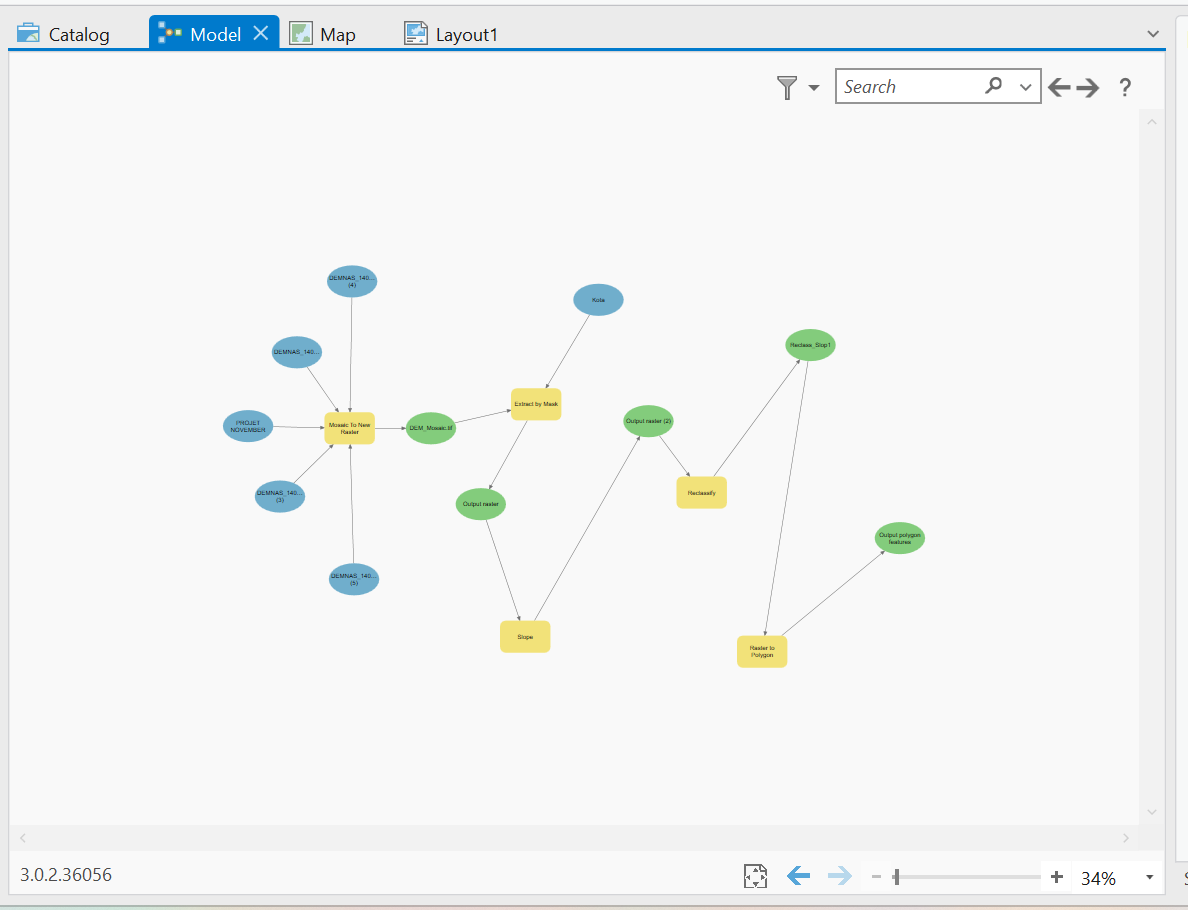 Catalog
Model
Map
Layout1
Search
?
DEMNAS_140...
(4)
Kota
DEMNAS_140...
Reclass_Slop1
Extract by Mask
PROJET
NOVEMBER
Mosaic To New
Raster
DEM_Mosaic.tif
Output raster (2)
DEMNAS_140...
(3)
Output raster
Reclassify
Output polygon
features
DEMNAS_140...
(5)
Slope
Raster to
Polygon
3.0.2.36056
34%